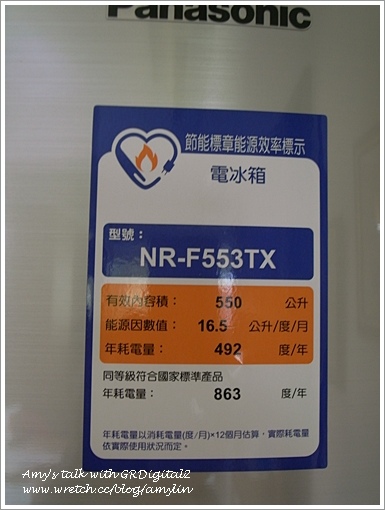 Panasonic
節能標章能源效率標示
電冰箱
型號：
NR-F553TX
有效內容積： 550 公升
能源因數值： 16.5 公升/度/月
年耗電量： 492 度/年
同等級符合國家標準產品
年耗電量： 863 度/年
年耗電量以消耗電量(度/月)×12個月估算，實際耗電量
依實際使用狀況而定。
Amy's talk with GRDigital2
www.wretch.cc/blog/amylin